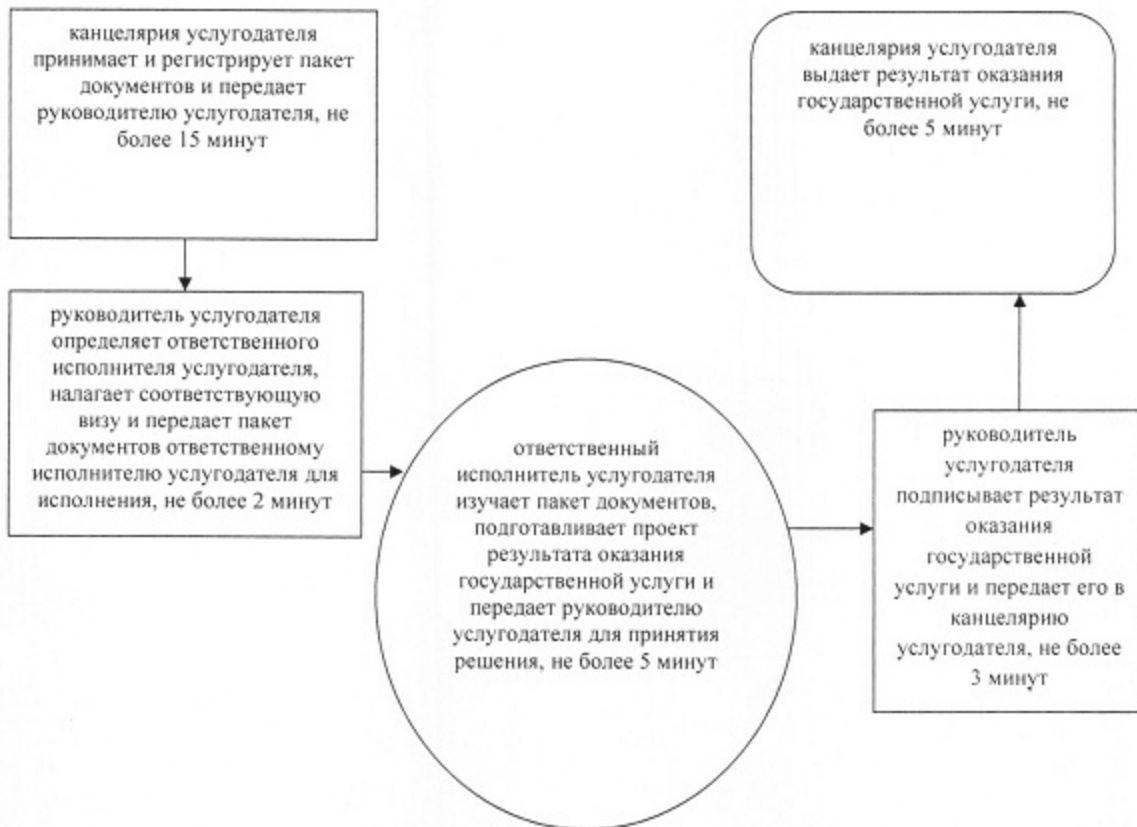 канцелярия услугодателя
принимает и регистрирует пакет
документов и передает
руководителю услугодателя, не
более 15 минут
руководитель услугодателя
определяет ответственного
исполнителя услугодателя,
налагает соответствующую
визу и передает пакет
документов ответственному
исполнителю услугодателя для
исполнения, не более 2 минут
ответственный
исполнитель услугодателя
изучает пакет документов,
подготавливает проект
результата оказания
государственной услуги и
передает руководителю
услугодателя для принятия
решения, не более 5 минут
руководитель
услугодателя
подписывает результат
оказания
государственной
услуги и передает его в
канцелярию
услугодателя, не более
3 минут
канцелярия услугодателя
выдает результат оказания
государственной услуги, не
более 5 минут